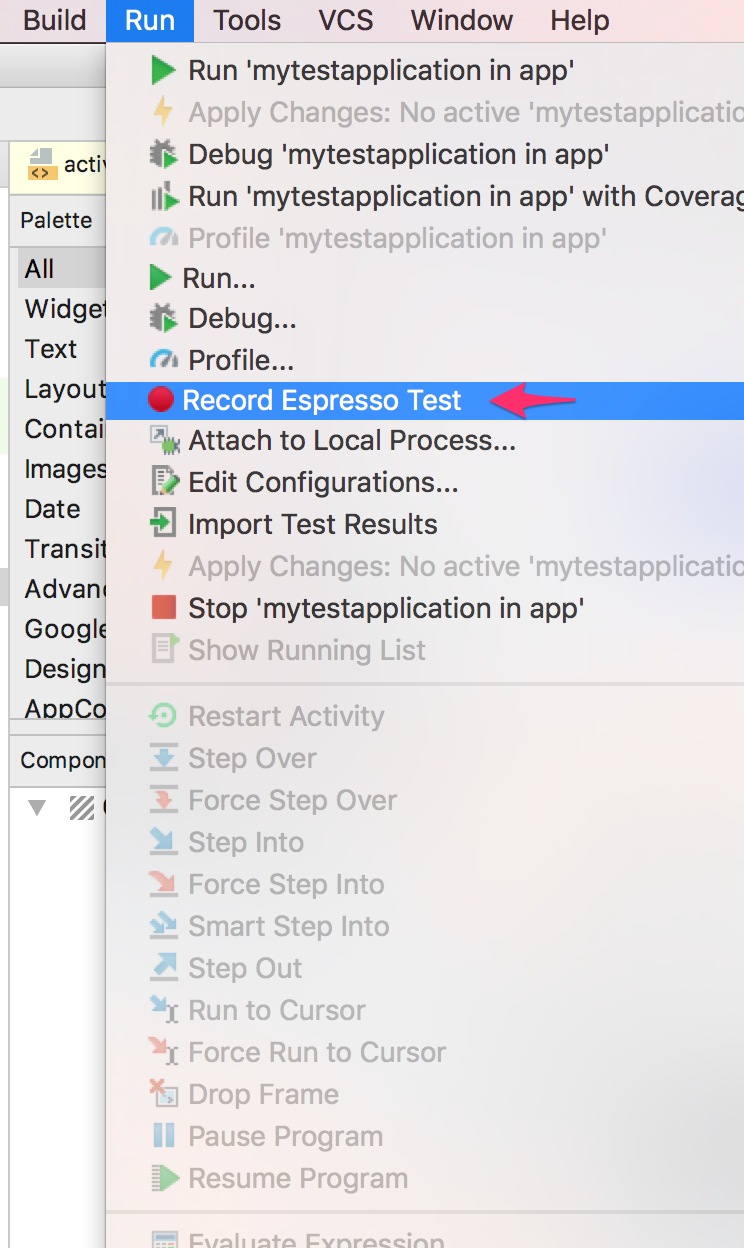 Build Run Tools VCS Window Help
Run 'mytestapplication in app'
Apply Changes: No active 'mytestapplicatio
Debug 'mytestapplication in app'
Run 'mytestapplication in app' with Coverag
Profile 'mytestapplication in app'
Run...
Debug...
Profile...
Record Espresso Test
Attach to Local Process...
Edit Configurations...
Import Test Results
Apply Changes: No active 'mytestapplicatio
Stop 'mytestapplication in app'
Show Running List
Restart Activity
Step Over
Force Step Over
Step Into
Force Step Into
Smart Step Into
Step Out
Run to Cursor
Force Run to Cursor
Drop Frame
Pause Program
Resume Program
Evaluate Expression
activ
Palette
All
Widget
Text
Layout
Contai
Images
Date
Transit
Advanc
Google
Design
AppCo
Compon